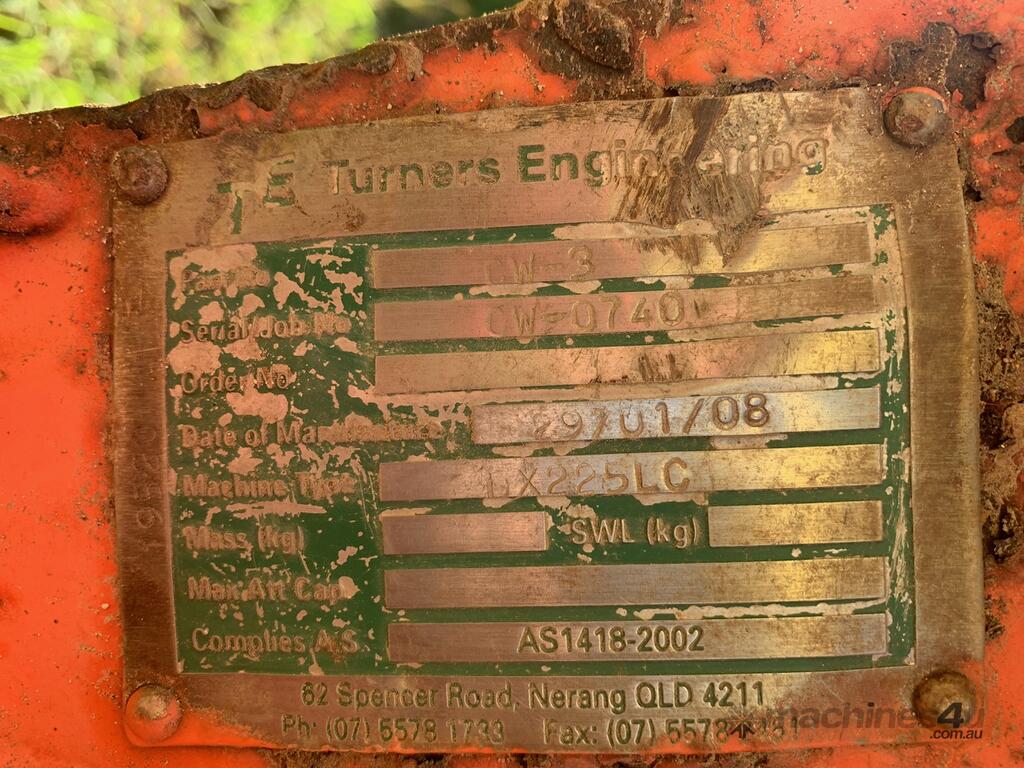 TE Turners Engineering
CW-3
Serial/Job No CW-0740
Order No
Date of Manufacture 29/01/08
Machine Type DX225LC
Mass (kg) SWL (kg)
Max Att Cap
Complies A.S. AS1418-2002
62 Spencer Road, Nerang QLD 4211
Ph: (07) 5578 1733 Fax: (07) 5578
machines4u
.com.au